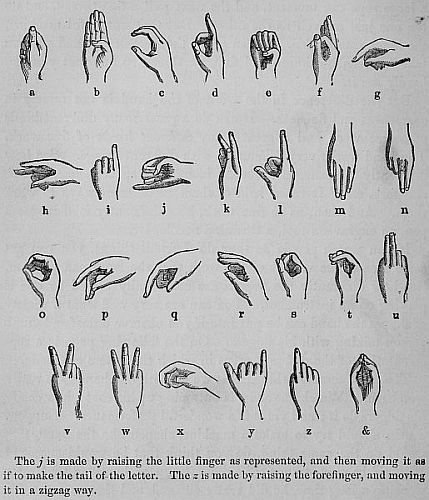 a b c d e f g
h i j k l m n
o p q r s t u
v w x y z &
The j is made by raising the little finger as represented, and then moving it as
if to make the tail of the letter. The z is made by raising the forefinger, and moving
it in a zigzag way.